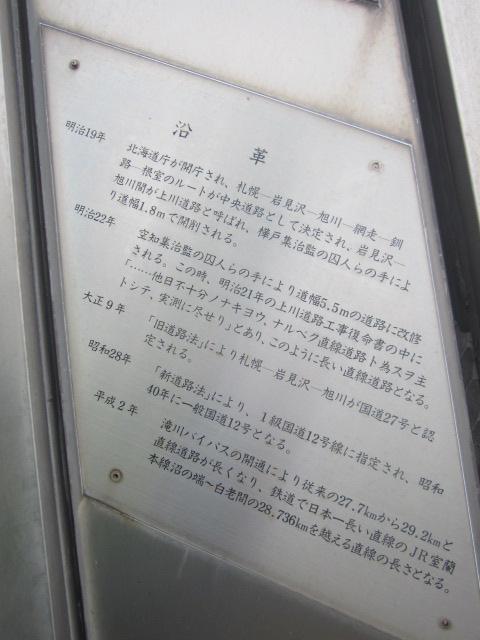 沿革
明治19年 北海道庁が開庁され、札幌─岩見沢─旭川─網走─釧
路─根室のルートが中央道路として決定され、岩見沢─
旭川間が上川道路と呼ばれ、樺戸集治監の囚人らの手によ
り道幅1.8mで開削される。
明治22年 空知集治監の囚人らの手により道幅5.5mの道路に改修
される。この時、明治21年の上川道路工事復命書の中に
「……他日不十分ノナキヨウ、ナルベク直線道路ト為スヲ主
トシテ、実測に尽せり」とあり、このように長い直線道路となる。
大正9年 「旧道路法」により札幌─岩見沢─旭川が国道27号と認
定される。
昭和28年 「新道路法」により、1級国道12号線に指定され、昭和
40年に一般国道12号となる。
平成2年 滝川バイパスの開通により従来の27.7kmから29.2kmと
直線道路が長くなり、鉄道で日本一長い直線のJR室蘭
本線沼の端～白老間の28.736kmを越える直線の長さとなる。